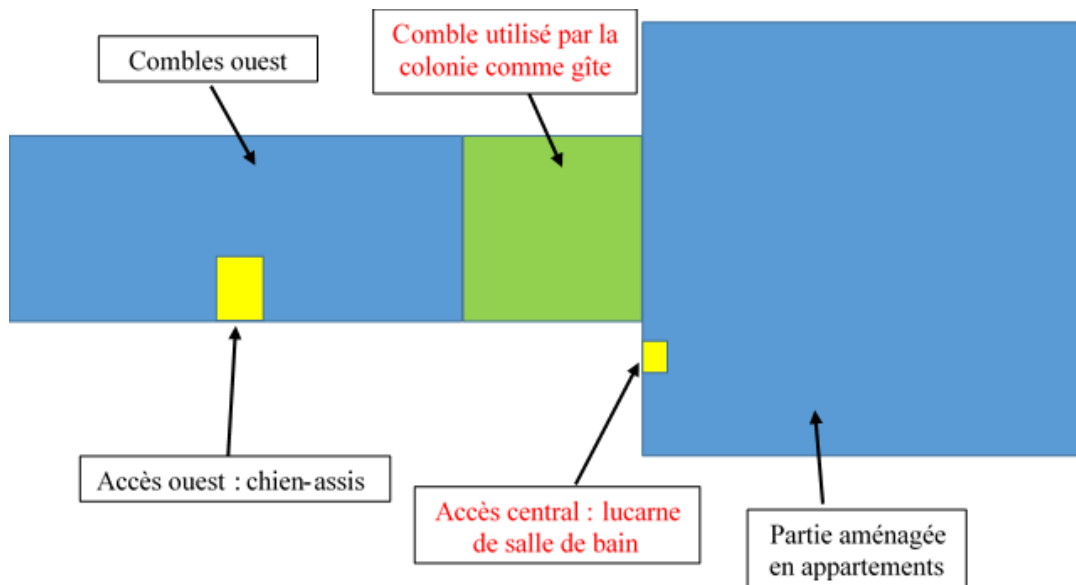 Combles ouest
Comble utilisé par la
colonie comme gîte
Accès ouest : chien-assis
Accès central : lucarne
de salle de bain
Partie aménagée
en appartements